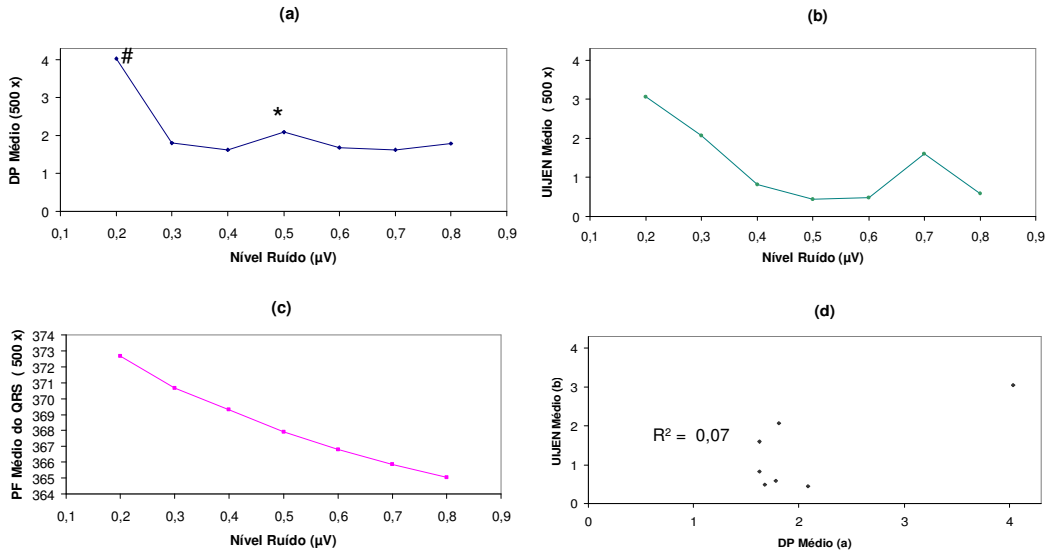 (a)
DP Médio (500 x)
4
3
2
1
0
#
*
0,1 0,2 0,3 0,4 0,5 0,6 0,7 0,8 0,9
Nível Ruído (µV)
(b)
UIJEN Médio ( 500 x)
4
3
2
1
0
0,1 0,2 0,3 0,4 0,5 0,6 0,7 0,8 0,9
Nível Ruído (µV)
(c)
PF Médio do QRS ( 500 x)
374
373
372
371
370
369
368
367
366
365
364
0,1 0,2 0,3 0,4 0,5 0,6 0,7 0,8 0,9
Nível Ruído (µV)
(d)
UIJEN Médio (b)
4
3
2
1
0
R² = 0,07
0 1 2 3 4
DP Médio (a)